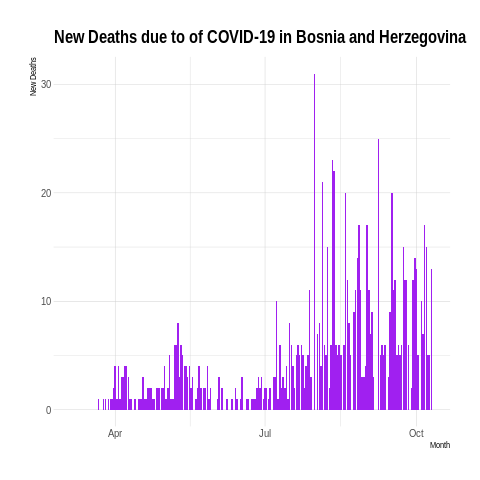 New Deaths due to of COVID-19 in Bosnia and Herzegovina
New Deaths
30
20
10
0
Apr Jul Oct
Month